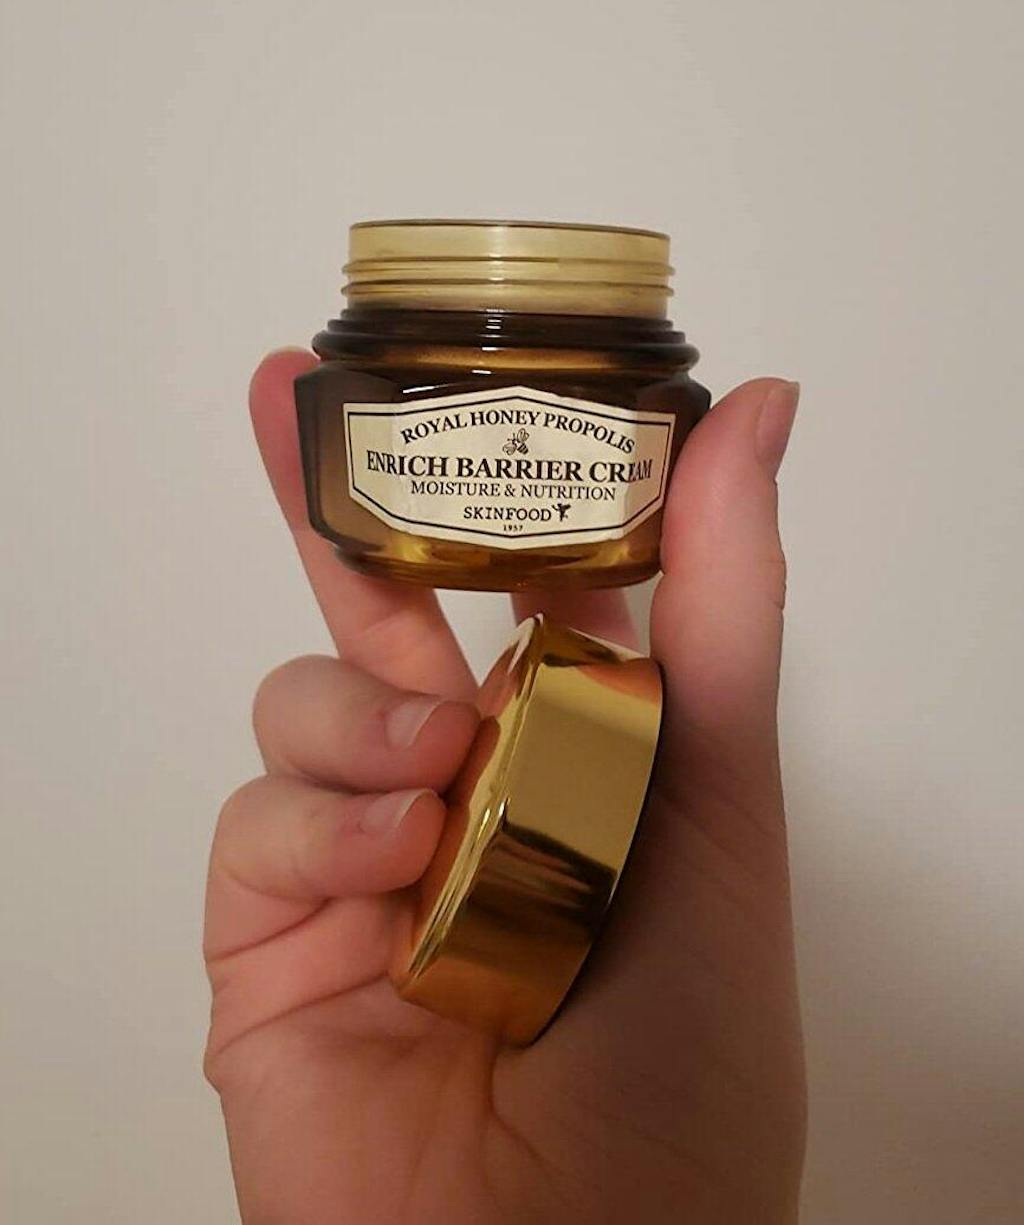 ROYAL HONEY PROPOLIS
ENRICH BARRIER CREAM
MOISTURE & NUTRITION
SKINFOOD
1957